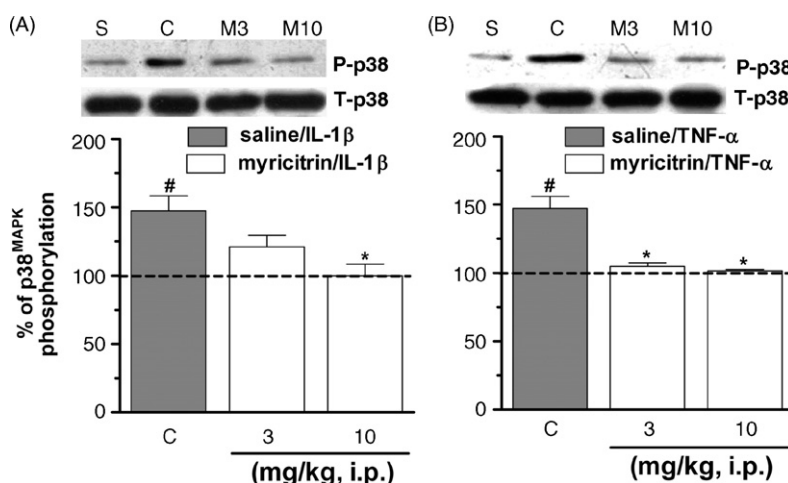 (A)
S C M3 M10
P-p38
T-p38
saline/IL-1β
myricitrin/IL-1β
% of p38MAPK
phosphorylation
200
150
100
50
0
#
*
C 3 10
(mg/kg, i.p.)
(B)
S C M3 M10
P-p38
T-p38
saline/TNF-α
myricitrin/TNF-α
200
150
100
50
0
#
*
*
C 3 10
(mg/kg, i.p.)